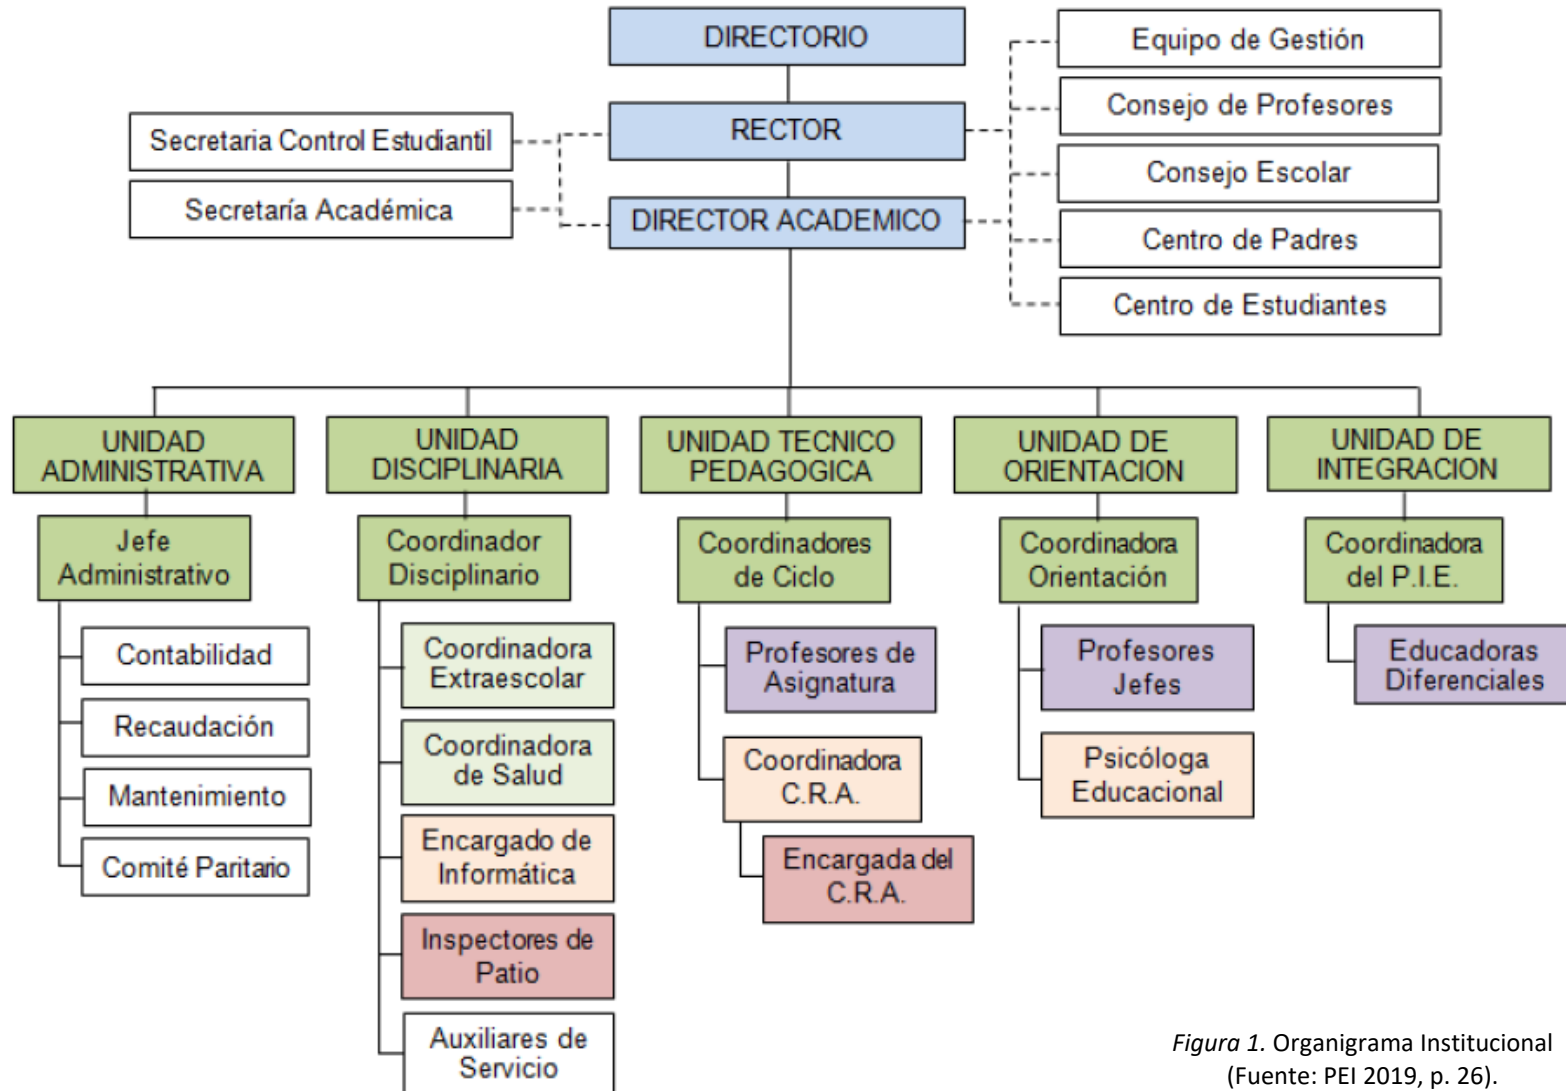 DIRECTORIO
RECTOR
DIRECTOR ACADEMICO
Secretaria Control Estudiantil
Secretaría Académica
Equipo de Gestión
Consejo de Profesores
Consejo Escolar
Centro de Padres
Centro de Estudiantes
UNIDAD
ADMINISTRATIVA
Jefe
Administrativo
Contabilidad
Recaudación
Mantenimiento
Comité Paritario
UNIDAD
DISCIPLINARIA
Coordinador
Disciplinario
Coordinadora
Extraescolar
Coordinadora
de Salud
Encargado de
Informática
Inspectores de
Patio
Auxiliares de
Servicio
UNIDAD TECNICO
PEDAGOGICA
Coordinadores
de Ciclo
Profesores de
Asignatura
Coordinadora
C.R.A.
Encargada del
C.R.A.
UNIDAD DE
ORIENTACION
Coordinadora
Orientación
Profesores
Jefes
Psicóloga
Educacional
UNIDAD DE
INTEGRACION
Coordinadora
del P.I.E.
Educadoras
Diferenciales
Figura 1. Organigrama Institucional
(Fuente: PEI 2019, p. 26).